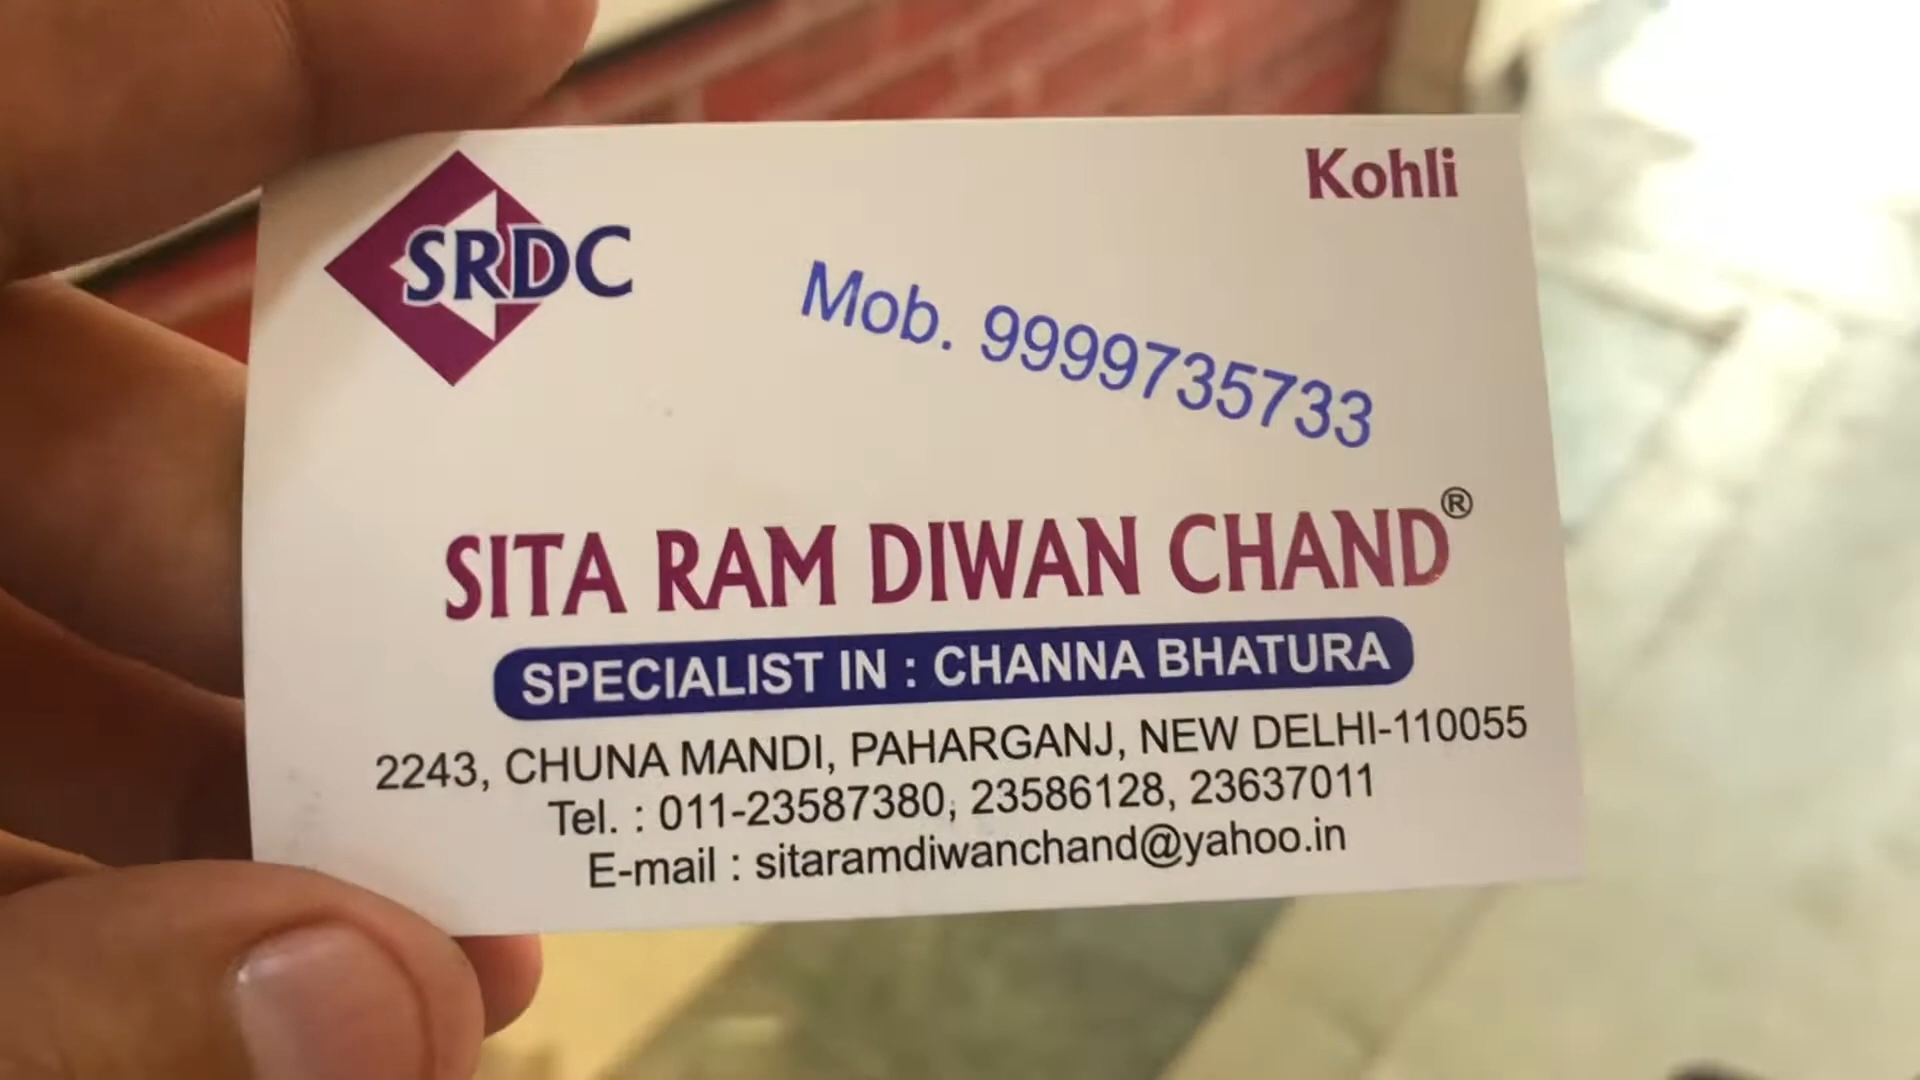 Kohli
SRDC
Mob. 9999735733
SITA RAM DIWAN CHAND®
SPECIALIST IN : CHANNA BHATURA
2243, CHUNA MANDI, PAHARGANJ, NEW DELHI-110055
Tel. : 011-23587380, 23586128, 23637011
E-mail : sitaramdiwanchand@yahoo.in